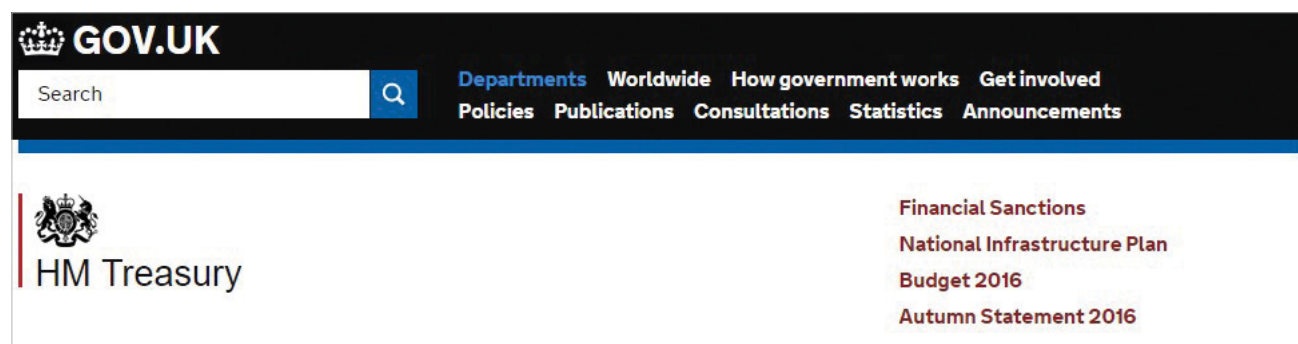 GOV.UK
Search
Departments Worldwide How government works Get involved
Policies Publications Consultations Statistics Announcements
HM Treasury
Financial Sanctions
National Infrastructure Plan
Budget 2016
Autumn Statement 2016